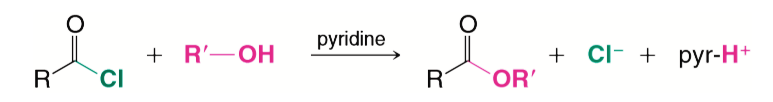 O O
R Cl + R′—OH pyridine R OR′ + Cl⁻ + pyr-H⁺